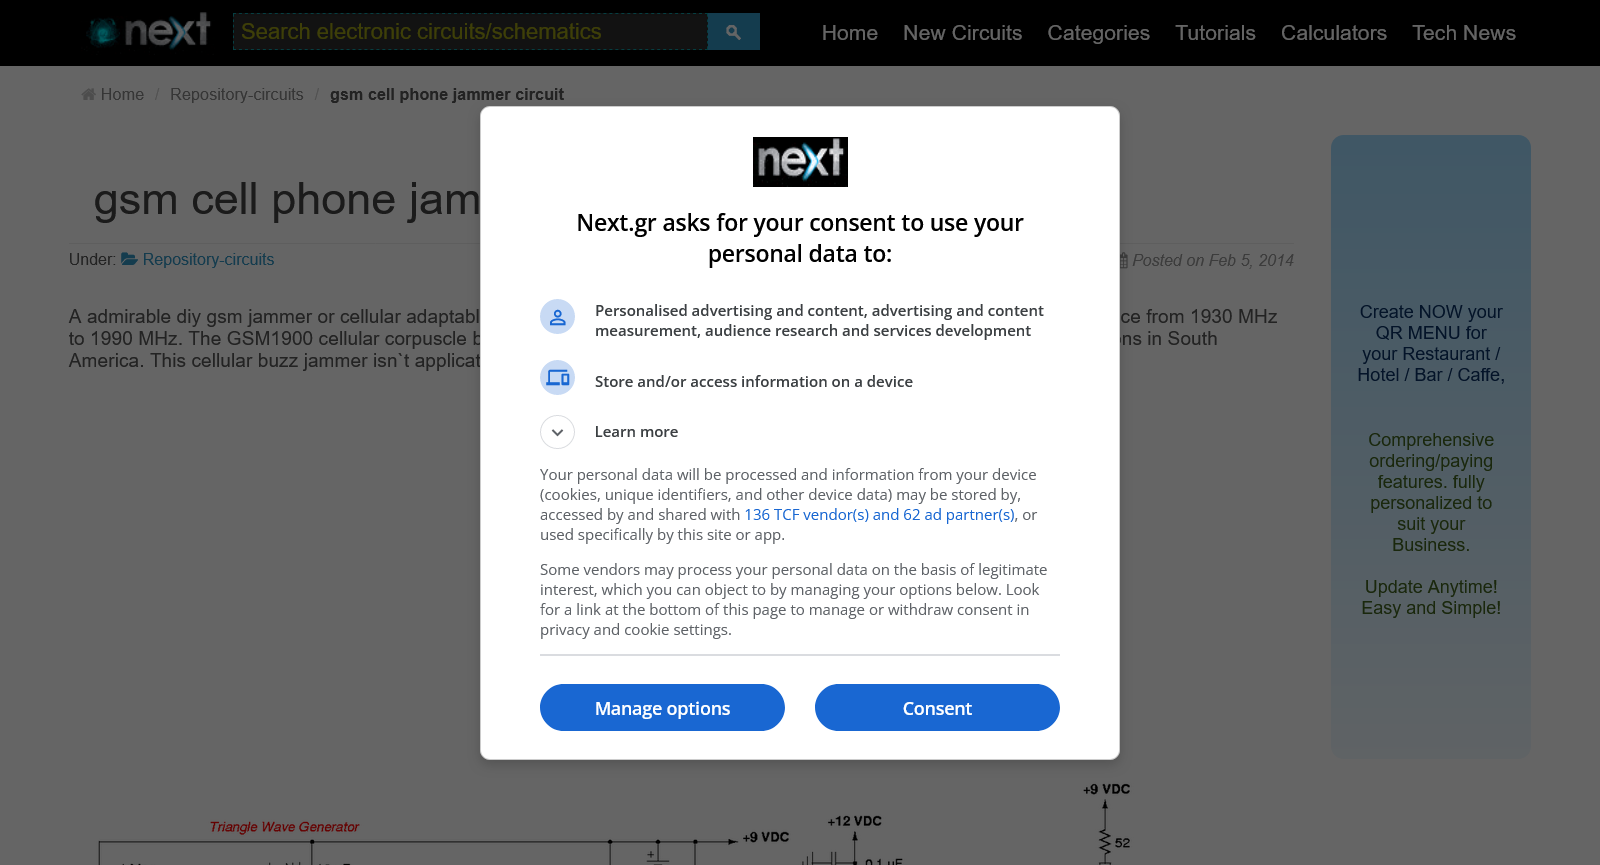 next
Search electronic circuits/schematics
Home New Circuits Categories Tutorials Calculators Tech News
Home / Repository-circuits / gsm cell phone jammer circuit
gsm cell phone jam
Under: Repository-circuits
Posted on Feb 5, 2014
A admirable diy gsm jammer or cellular adaptabl
ce from 1930 MHz
to 1990 MHz. The GSM1900 cellular corpuscle b
ons in South
America. This cellular buzz jammer isn`t applicat
next
Next.gr asks for your consent to use your
personal data to:
Personalised advertising and content, advertising and content
measurement, audience research and services development
Store and/or access information on a device
Learn more
Your personal data will be processed and information from your device
(cookies, unique identifiers, and other device data) may be stored by,
accessed by and shared with 136 TCF vendor(s) and 62 ad partner(s), or
used specifically by this site or app.
Some vendors may process your personal data on the basis of legitimate
interest, which you can object to by managing your options below. Look
for a link at the bottom of this page to manage or withdraw consent in
privacy and cookie settings.
Manage options
Consent
Create NOW your
QR MENU for
your Restaurant /
Hotel / Bar / Caffe,
Comprehensive
ordering/paying
features. fully
personalized to
suit your
Business.
Update Anytime!
Easy and Simple!
+9 VDC
Triangle Wave Generator
+12 VDC
+9 VDC
52
0.1 uF